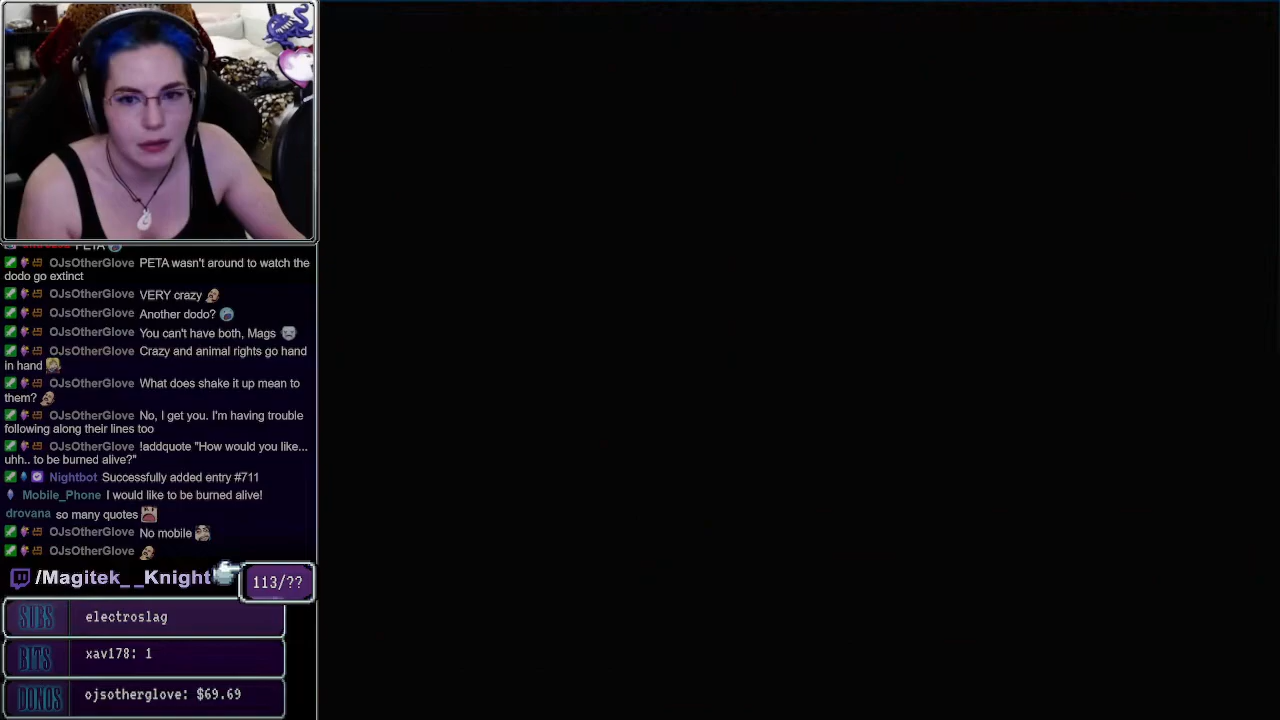 PETA
OJsOtherGlove PETA wasn't around to watch the
dodo go extinct
OJsOtherGlove VERY crazy
OJsOtherGlove Another dodo?
OJsOtherGlove You can't have both, Mags
OJsOtherGlove Crazy and animal rights go hand
in hand
OJsOtherGlove What does shake it up mean to
them?
OJsOtherGlove No, I get you. I'm having trouble
following along their lines too
OJsOtherGlove !addquote "How would you like...
uhh.. to be burned alive?"
Nightbot Successfully added entry #711
Mobile_Phone I would like to be burned alive!
drovana so many quotes
OJsOtherGlove No mobile
OJsOtherGlove
/Magitek__Knight 113/??
SUBS electroslag
BITS xav178: 1
DONOS ojsotherglove: $69.69